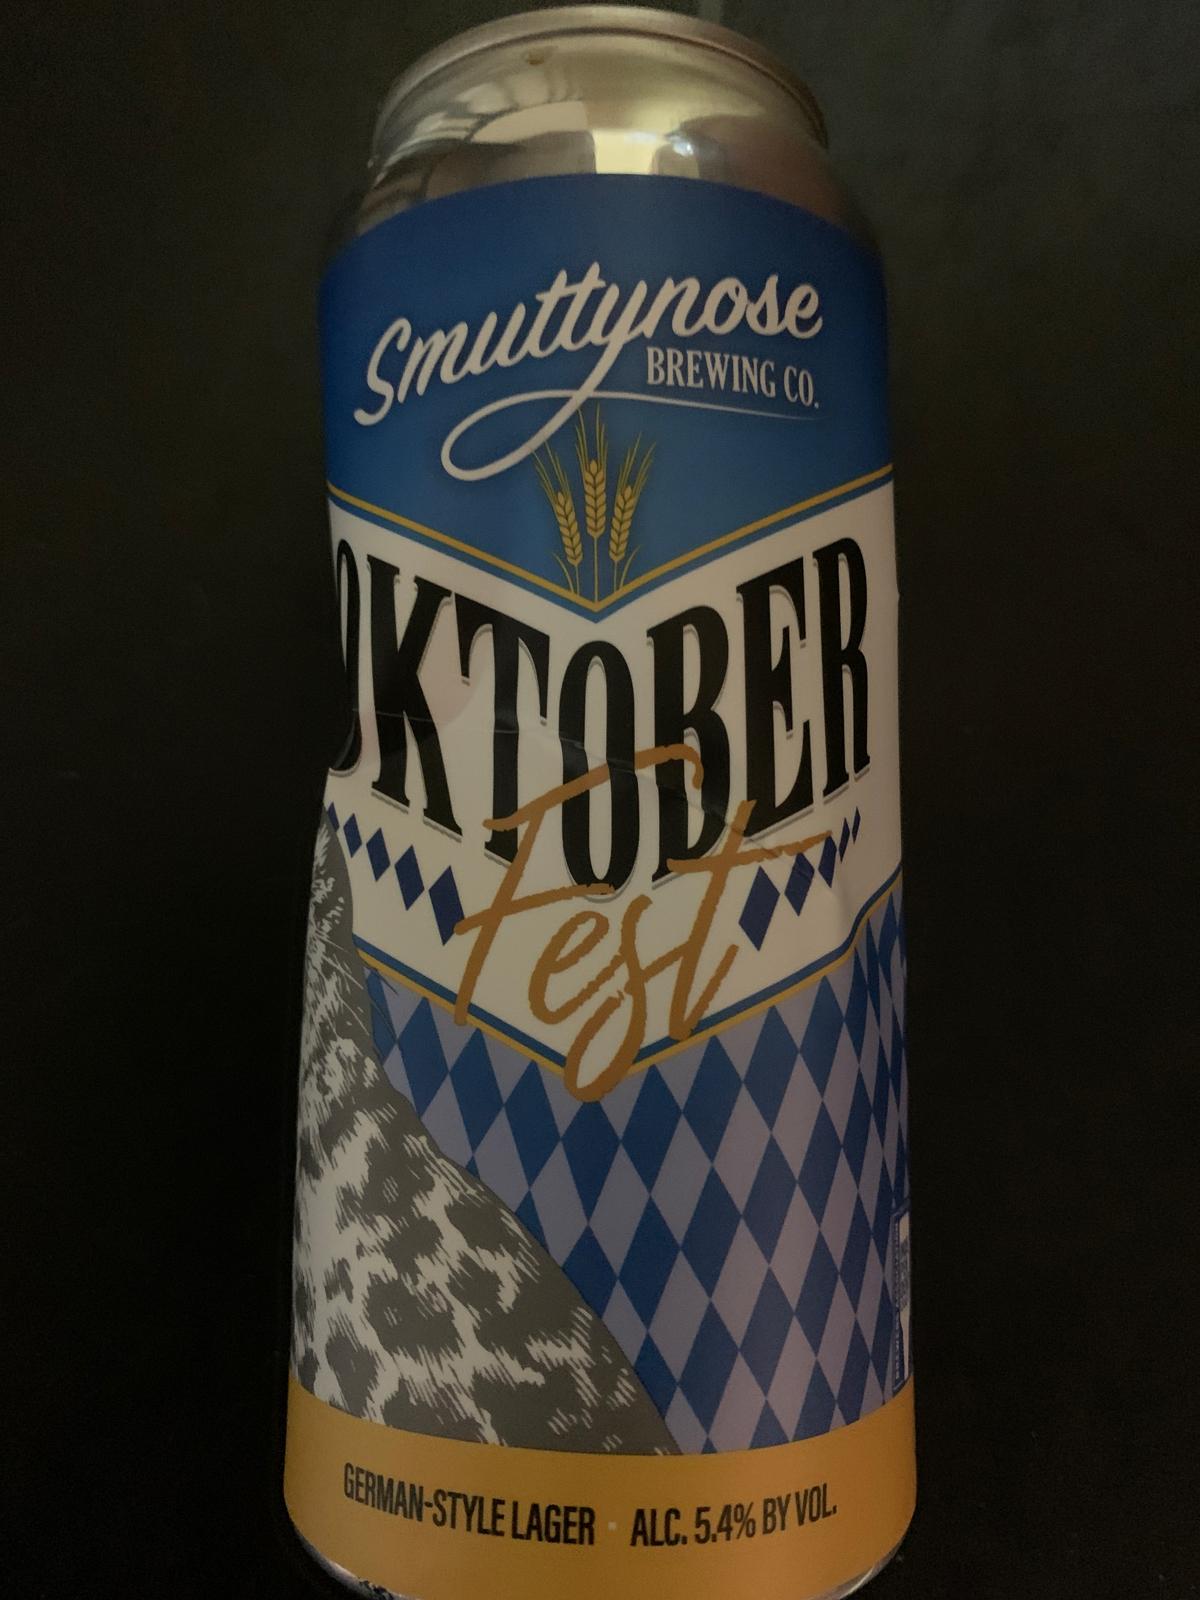 Smuttynose
BREWING CO.
OKTOBER
Fest
GERMAN-STYLE LAGER · ALC. 5.4% BY VOL.